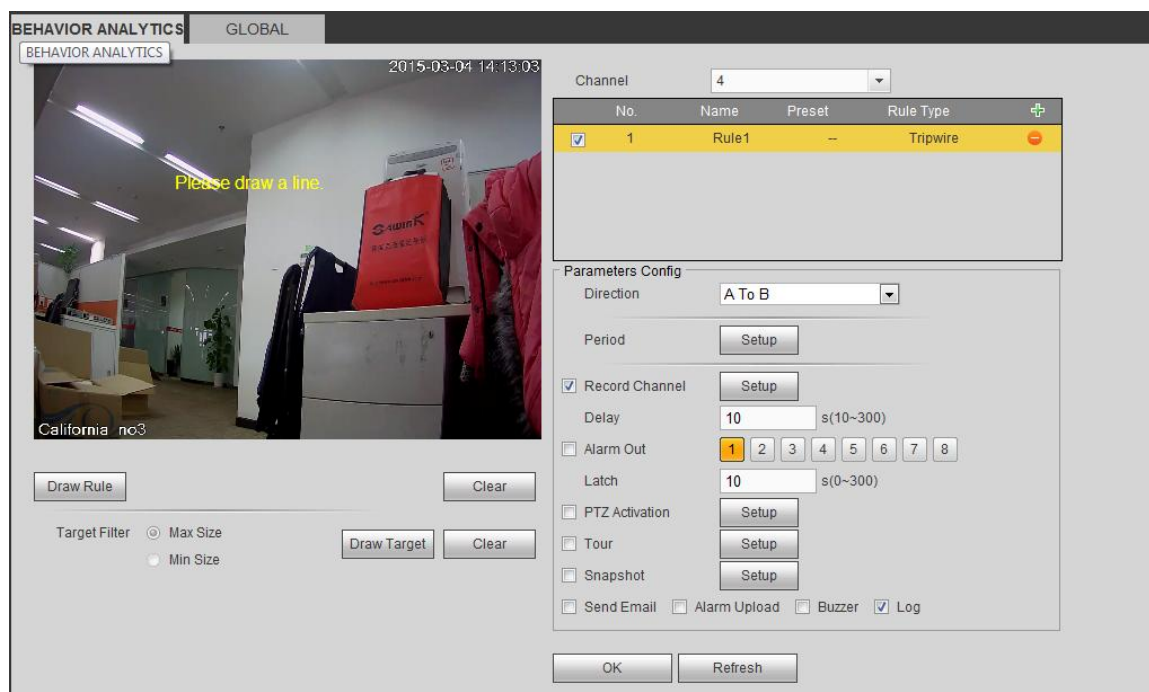 BEHAVIOR ANALYTICS GLOBAL
BEHAVIOR ANALYTICS
2015-03-04 14:13:03
Please draw a line.
SAWINK
California no3
Draw Rule Clear
Target Filter Max Size
Min Size
Draw Target Clear
Channel 4
No. Name Preset Rule Type
1 Rule1 -- Tripwire
Parameters Config
Direction A To B
Period Setup
Record Channel Setup
Delay 10 s(10~300)
Alarm Out 1 2 3 4 5 6 7 8
Latch 10 s(0~300)
PTZ Activation Setup
Tour Setup
Snapshot Setup
Send Email Alarm Upload Buzzer Log
OK Refresh